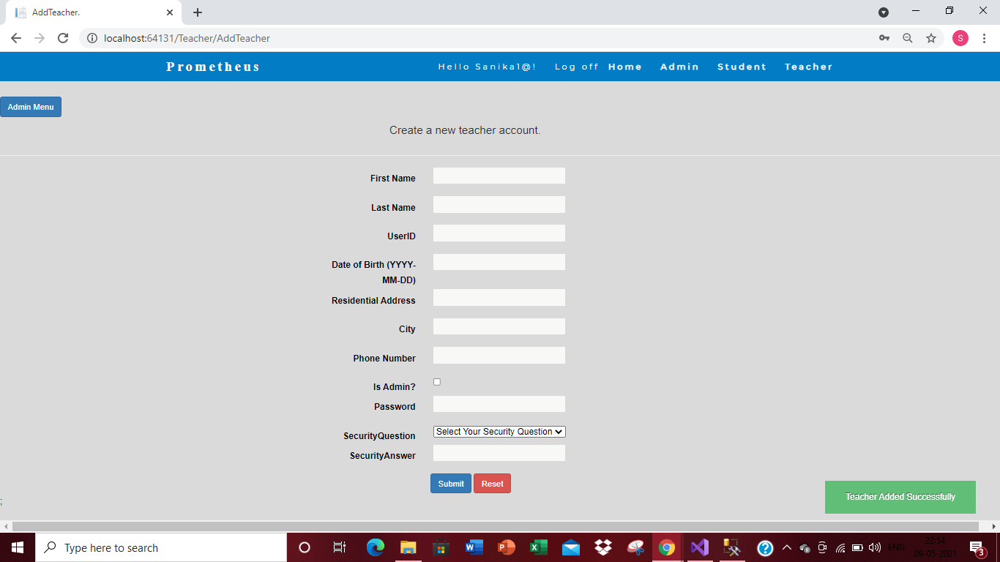 AddTeacher.
localhost:64131/Teacher/AddTeacher
S
Prometheus
Hello Sanika1@!
Log off
Home
Admin
Student
Teacher
Admin Menu
Create a new teacher account.
First Name
Last Name
UserID
Date of Birth (YYYY-
MM-DD)
Residential Address
City
Phone Number
Is Admin?
Password
SecurityQuestion
Select Your Security Question
SecurityAnswer
Submit
Reset
Teacher Added Successfully
;
Type here to search
ENG
22:54
09-05-2021
3